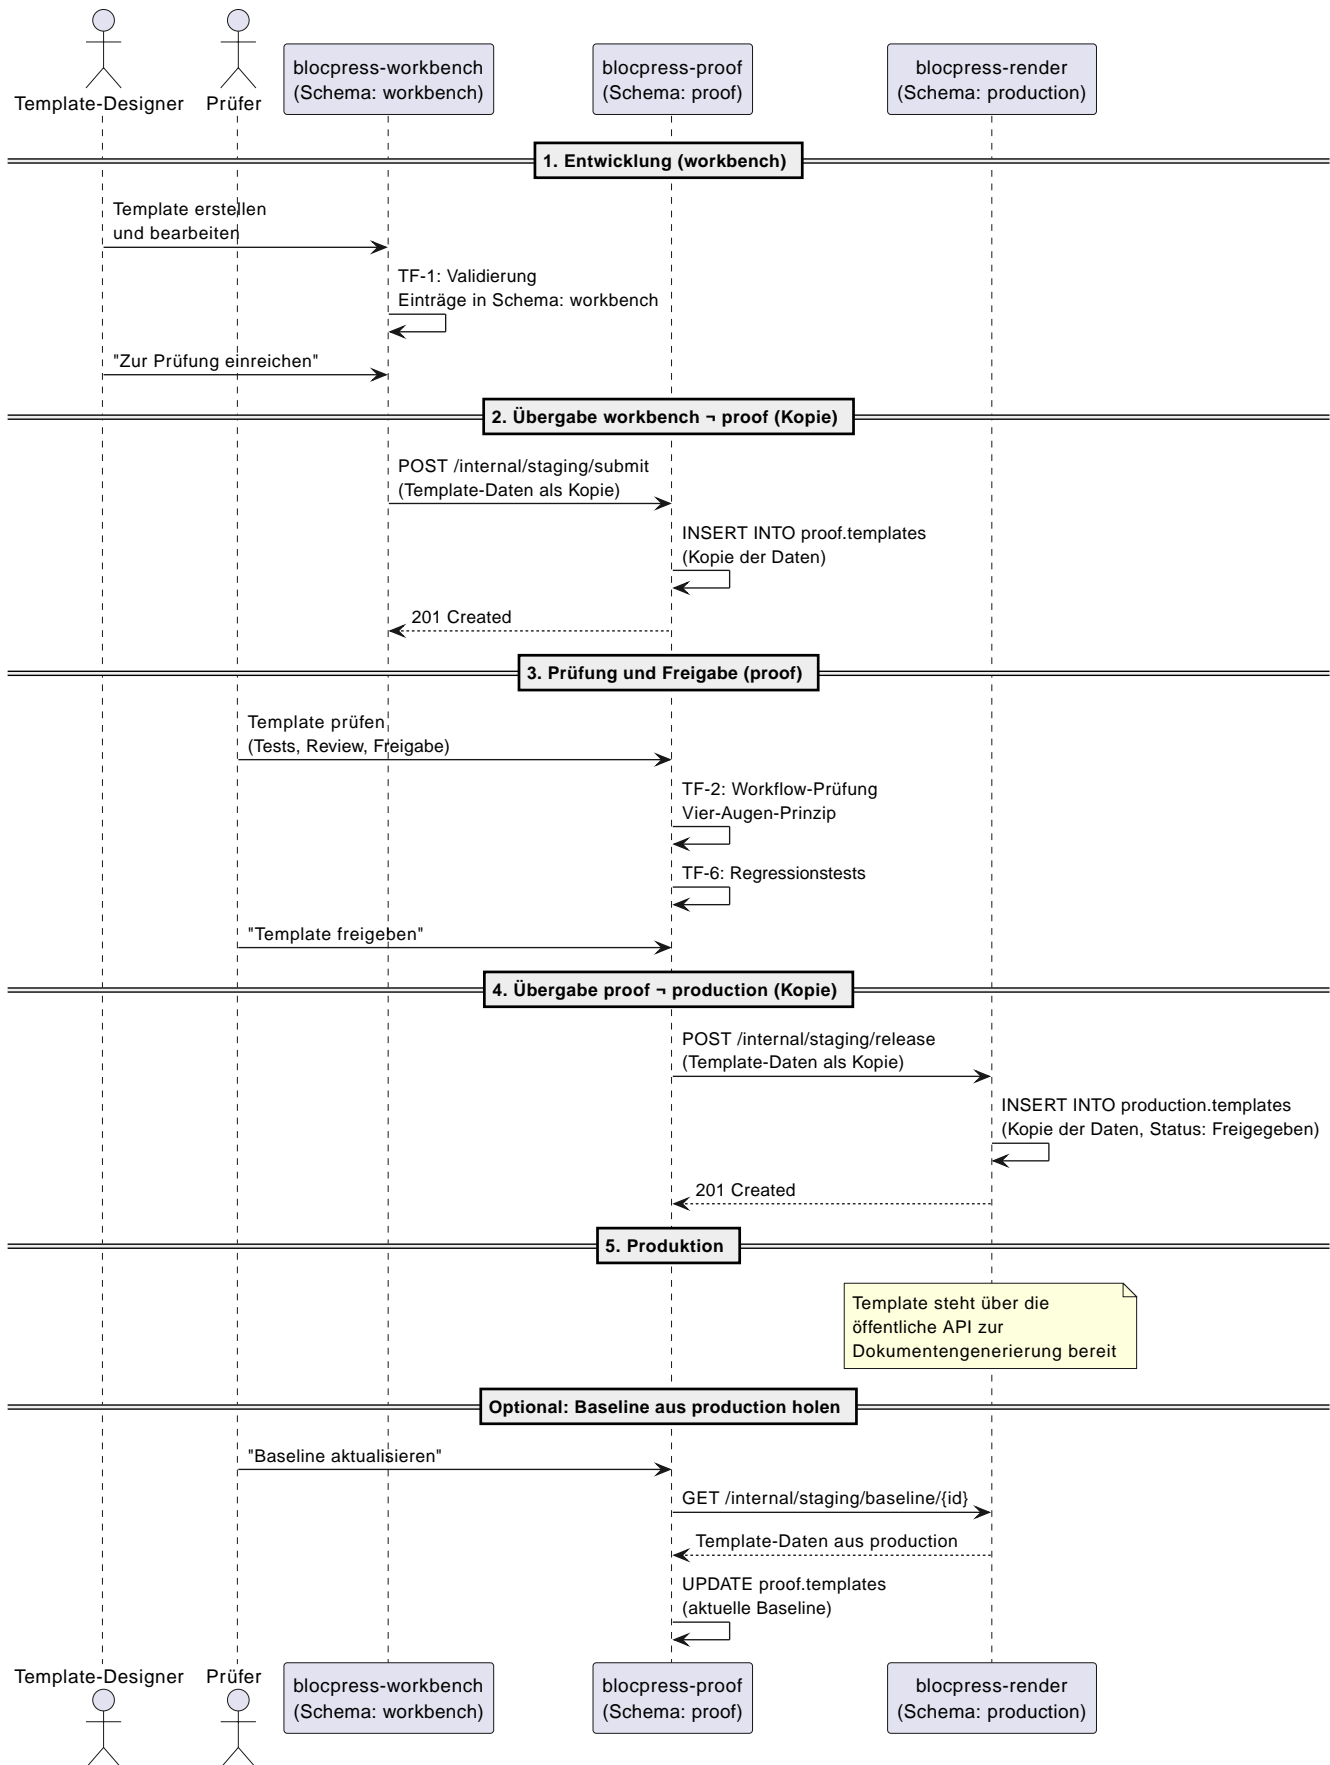 Template-Designer
Prüfer
blocpress-workbench
(Schema: workbench)
blocpress-proof
(Schema: proof)
blocpress-render
(Schema: production)
1. Entwicklung (workbench)
Template erstellen
und bearbeiten
TF-1: Validierung
Einträge in Schema: workbench
"Zur Prüfung einreichen"
2. Übergabe workbench ¬ proof (Kopie)
POST /internal/staging/submit
(Template-Daten als Kopie)
INSERT INTO proof.templates
(Kopie der Daten)
201 Created
3. Prüfung und Freigabe (proof)
Template prüfen
(Tests, Review, Freigabe)
TF-2: Workflow-Prüfung
Vier-Augen-Prinzip
TF-6: Regressionstests
"Template freigeben"
4. Übergabe proof ¬ production (Kopie)
POST /internal/staging/release
(Template-Daten als Kopie)
INSERT INTO production.templates
(Kopie der Daten, Status: Freigegeben)
201 Created
5. Produktion
Template steht über die
öffentliche API zur
Dokumentengenerierung bereit
Optional: Baseline aus production holen
"Baseline aktualisieren"
GET /internal/staging/baseline/{id}
Template-Daten aus production
UPDATE proof.templates
(aktuelle Baseline)
Template-Designer
Prüfer
blocpress-workbench
(Schema: workbench)
blocpress-proof
(Schema: proof)
blocpress-render
(Schema: production)